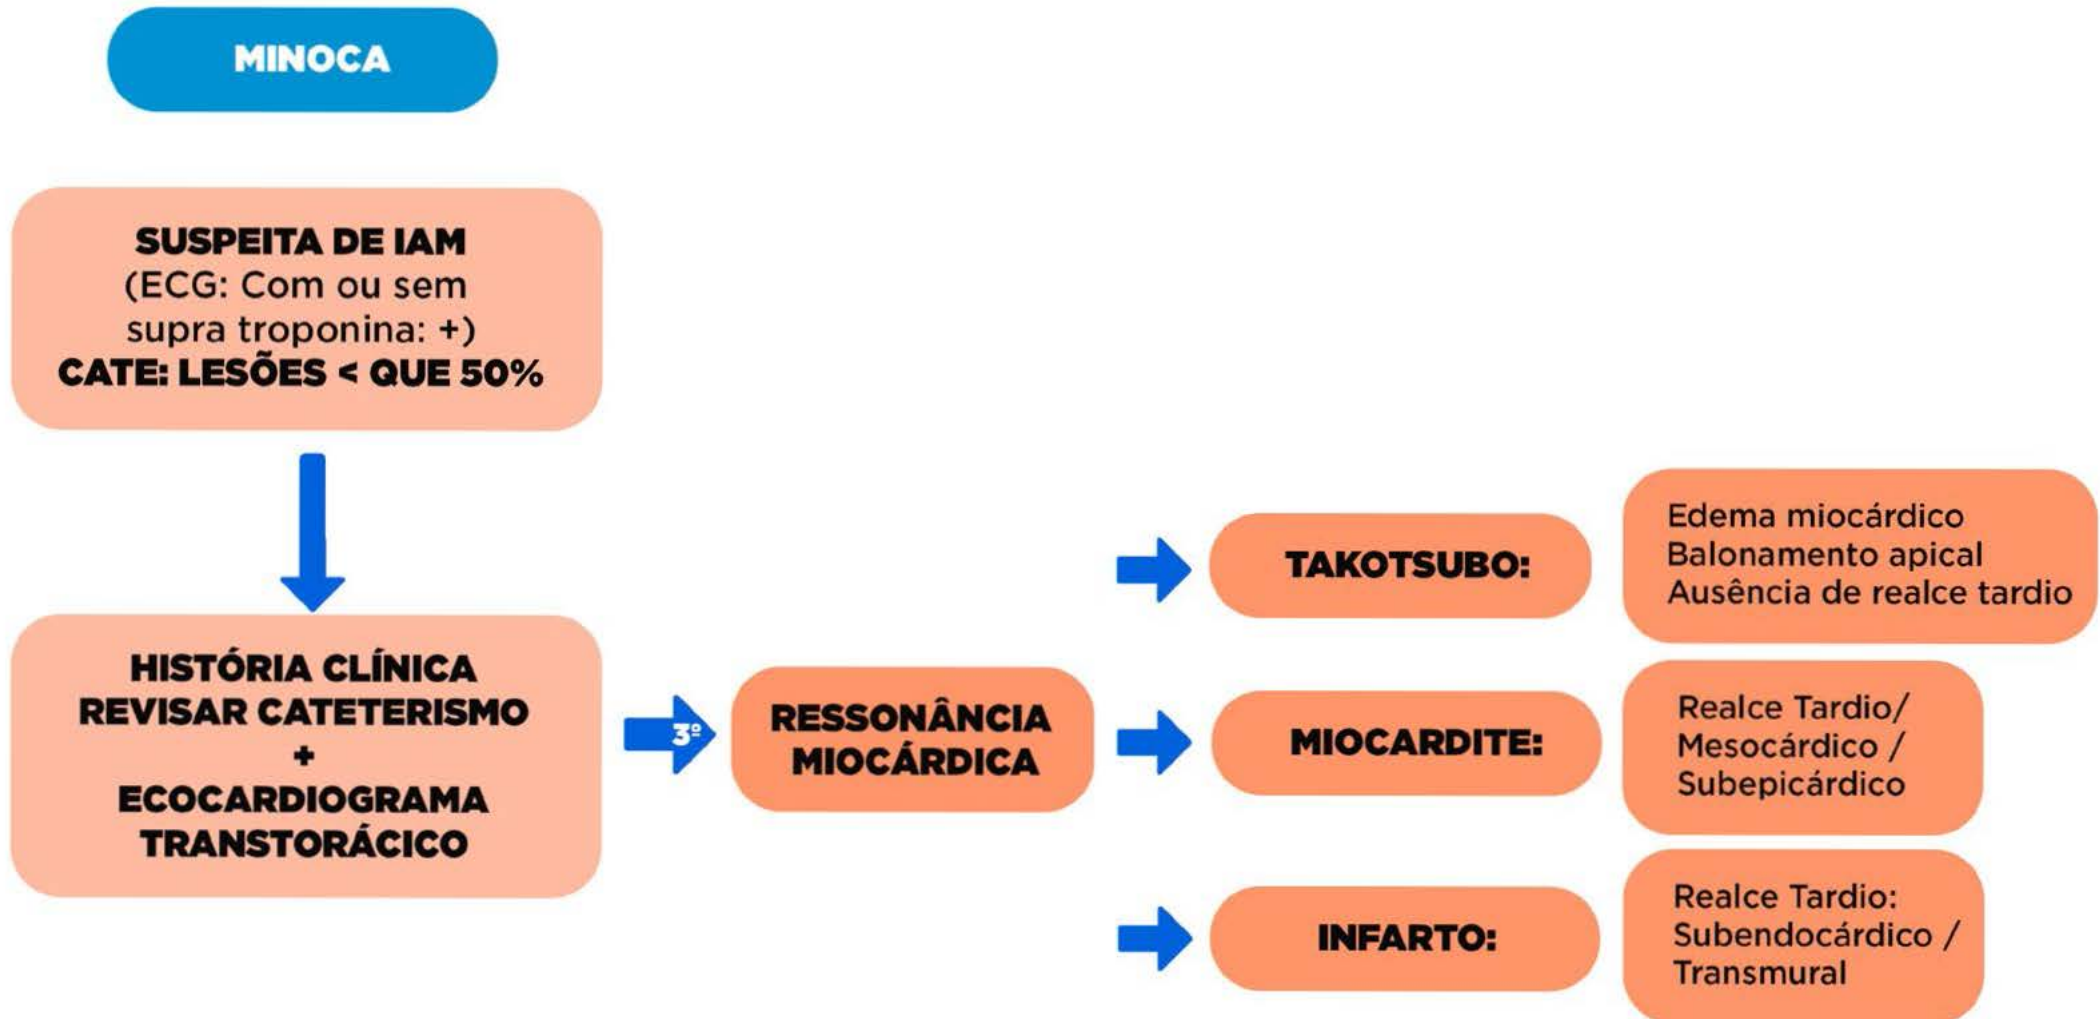 MINOCA
SUSPEITA DE IAM
(ECG: Com ou sem
supra troponina: +)
CATE: LESÕES < QUE 50%
HISTÓRIA CLÍNICA
REVISAR CATETERISMO
+
ECOCARDIOGRAMA
TRANSTORÁCICO
3º
RESSONÂNCIA
MIOCÁRDICA
TAKOTSUBO:
Edema miocárdico
Balonamento apical
Ausência de realce tardio
MIOCARDITE:
Realce Tardio/
Mesocárdico /
Subepicárdico
INFARTO:
Realce Tardio:
Subendocárdico /
Transmural